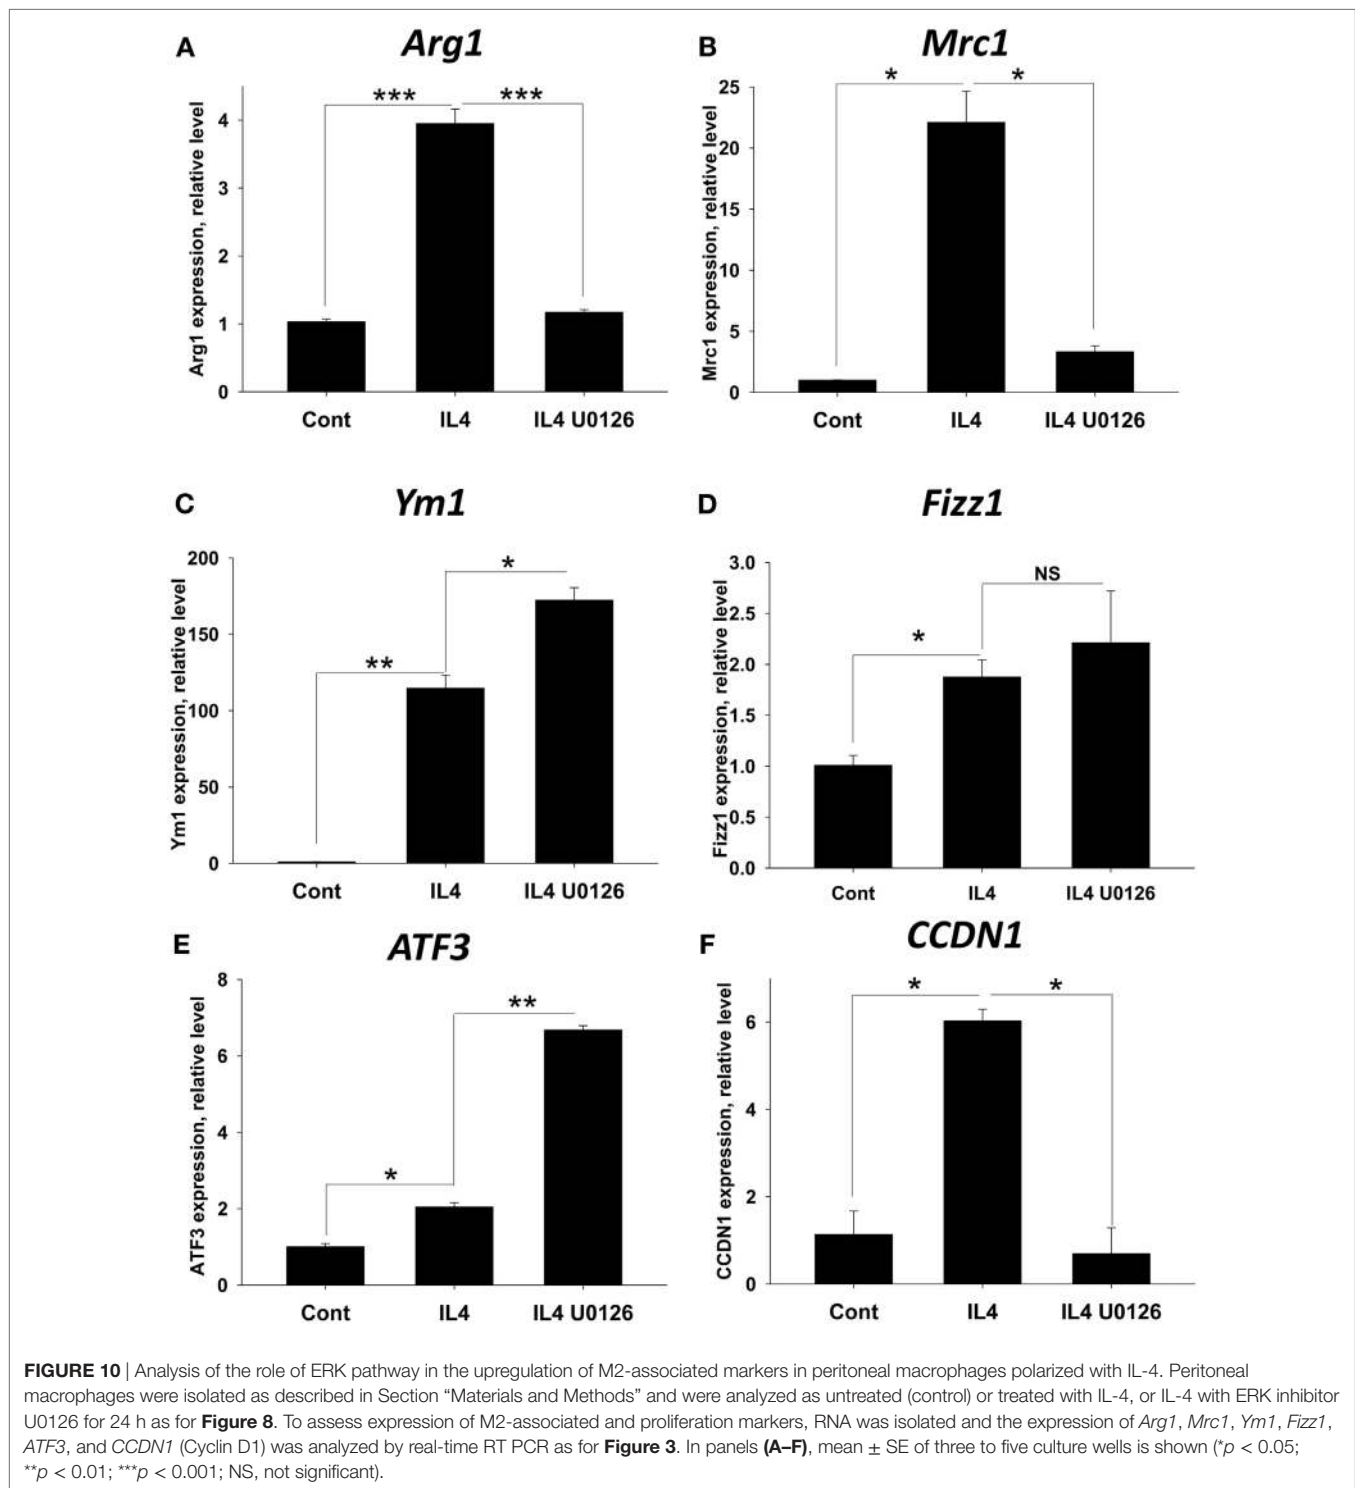 A
Arg1
Arg1 expression, relative level
4
3
2
1
0
***
***
Cont
IL4
IL4 U0126
B
Mrc1
Mrc1 expression, relative level
25
20
15
10
5
0
*
*
Cont
IL4
IL4 U0126
C
Ym1
Ym1 expression, relative level
200
150
100
50
0
**
*
Cont
IL4
IL4 U0126
D
Fizz1
Fizz1 expression, relative level
3.0
2.5
2.0
1.5
1.0
0.5
0.0
*
NS
Cont
IL4
IL4 U0126
E
ATF3
ATF3 expression, relative level
8
6
4
2
0
*
**
Cont
IL4
IL4 U0126
F
CCDN1
CCDN1 expression, relative level
6
4
2
0
*
*
Cont
IL4
IL4 U0126
FIGURE 10 | Analysis of the role of ERK pathway in the upregulation of M2-associated markers in peritoneal macrophages polarized with IL-4. Peritoneal
macrophages were isolated as described in Section “Materials and Methods” and were analyzed as untreated (control) or treated with IL-4, or IL-4 with ERK inhibitor
U0126 for 24 h as for Figure 8. To assess expression of M2-associated and proliferation markers, RNA was isolated and the expression of Arg1, Mrc1, Ym1, Fizz1,
ATF3, and CCDN1 (Cyclin D1) was analyzed by real-time RT PCR as for Figure 3. In panels (A–F), mean ± SE of three to five culture wells is shown (*p < 0.05;
**p < 0.01; ***p < 0.001; NS, not significant).